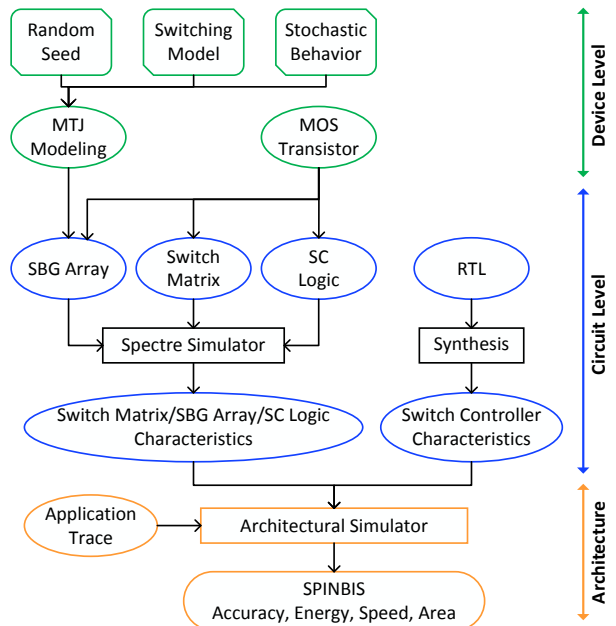 Random
Seed
Switching
Model
Stochastic
Behavior
MTJ
Modeling
MOS
Transistor
Device Level
SBG Array
Switch
Matrix
SC
Logic
RTL
Spectre Simulator
Synthesis
Switch Matrix/SBG Array/SC Logic
Characteristics
Switch Controller
Characteristics
Circuit Level
Application
Trace
Architectural Simulator
SPINBIS
Accuracy, Energy, Speed, Area
Architecture